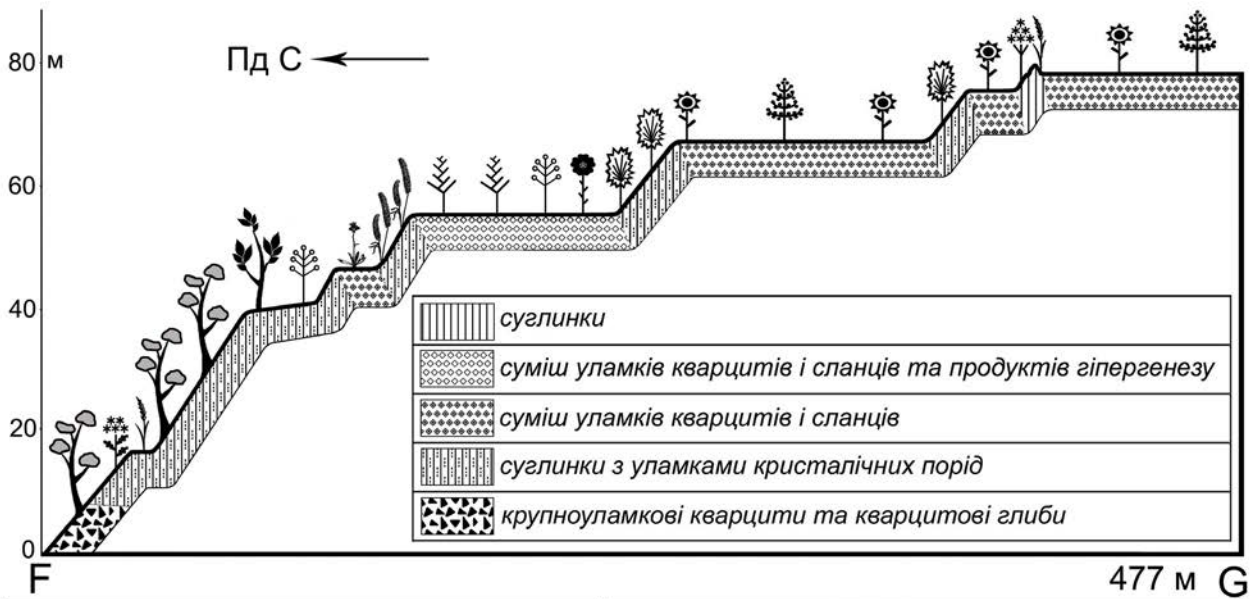 80 м
Пд С
60
40
20
0
суглинки
суміш уламків кварцитів і сланців та продуктів гіпергенезу
суміш уламків кварцитів і сланців
суглинки з уламками кристалічних порід
крупноуламкові кварцити та кварцитові глиби
F
477 м G